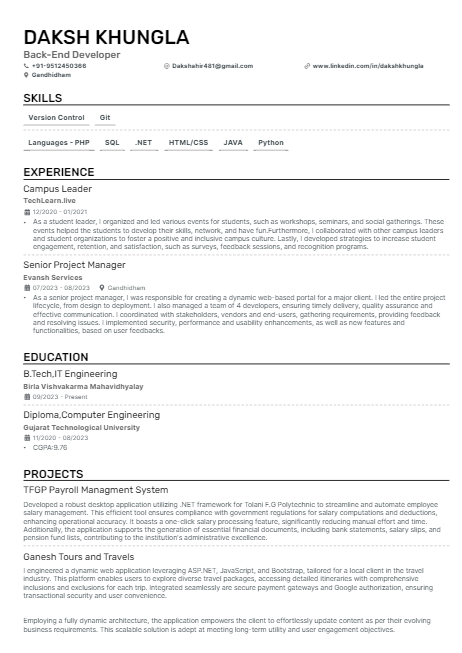 DAKSH KHUNGLA
Back-End Developer
+91-9512450366 Dakshahir481@gmail.com www.linkedin.com/in/dakshkhungla
Gandhidham
SKILLS
Version Control Git
Languages - PHP SQL .NET HTML/CSS JAVA Python
EXPERIENCE
Campus Leader
TechLearn.live
12/2020 - 01/2021
• As a student leader, I organized and led various events for students, such as workshops, seminars, and social gatherings. These
events helped the students to develop their skills, network, and have fun.Furthermore, I collaborated with other campus leaders
and student organizations to foster a positive and inclusive campus culture. Lastly, I developed strategies to increase student
engagement, retention, and satisfaction, such as surveys, feedback sessions, and recognition programs.
Senior Project Manager
Evansh Services
07/2023 - 08/2023 Gandhidham
• As a senior project manager, I was responsible for creating a dynamic web-based portal for a major client. I led the entire project
lifecycle, from design to deployment. I also managed a team of 4 developers, ensuring timely delivery, quality assurance and
effective communication. I coordinated with stakeholders, vendors and end-users, gathering requirements, providing feedback
and resolving issues. I implemented security, performance and usability enhancements, as well as new features and
functionalities, based on user feedbacks.
EDUCATION
B.Tech,IT Engineering
Birla Vishvakarma Mahavidhyalay
09/2023 - Present
Diploma,Computer Engineering
Gujarat Technological University
11/2020 - 08/2023
• CGPA:9.76
PROJECTS
TFGP Payroll Managment System
Developed a robust desktop application utilizing .NET framework for Tolani F.G Polytechnic to streamline and automate employee
salary management. This efficient tool ensures compliance with government regulations for salary computations and deductions,
enhancing operational accuracy. It boasts a one-click salary processing feature, significantly reducing manual effort and time.
Additionally, the application supports the generation of essential financial documents, including bank statements, salary slips, and
pension fund lists, contributing to the institution's administrative excellence.
Ganesh Tours and Travels
I engineered a dynamic web application leveraging ASP.NET, JavaScript, and Bootstrap, tailored for a local client in the travel
industry. This platform enables users to explore diverse travel packages, accessing detailed itineraries with comprehensive
inclusions and exclusions for each trip. Integrated seamlessly are secure payment gateways and Google authorization, ensuring
transactional security and user convenience.
Employing a fully dynamic architecture, the application empowers the client to effortlessly update content as per their evolving
business requirements. This scalable solution is adept at meeting long-term utility and user engagement objectives.